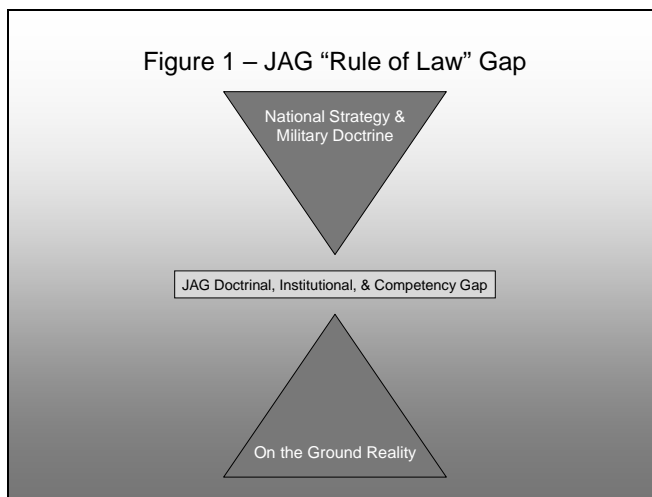 Figure 1 – JAG “Rule of Law” Gap
National Strategy &
Military Doctrine
JAG Doctrinal, Institutional, & Competency Gap
On the Ground Reality